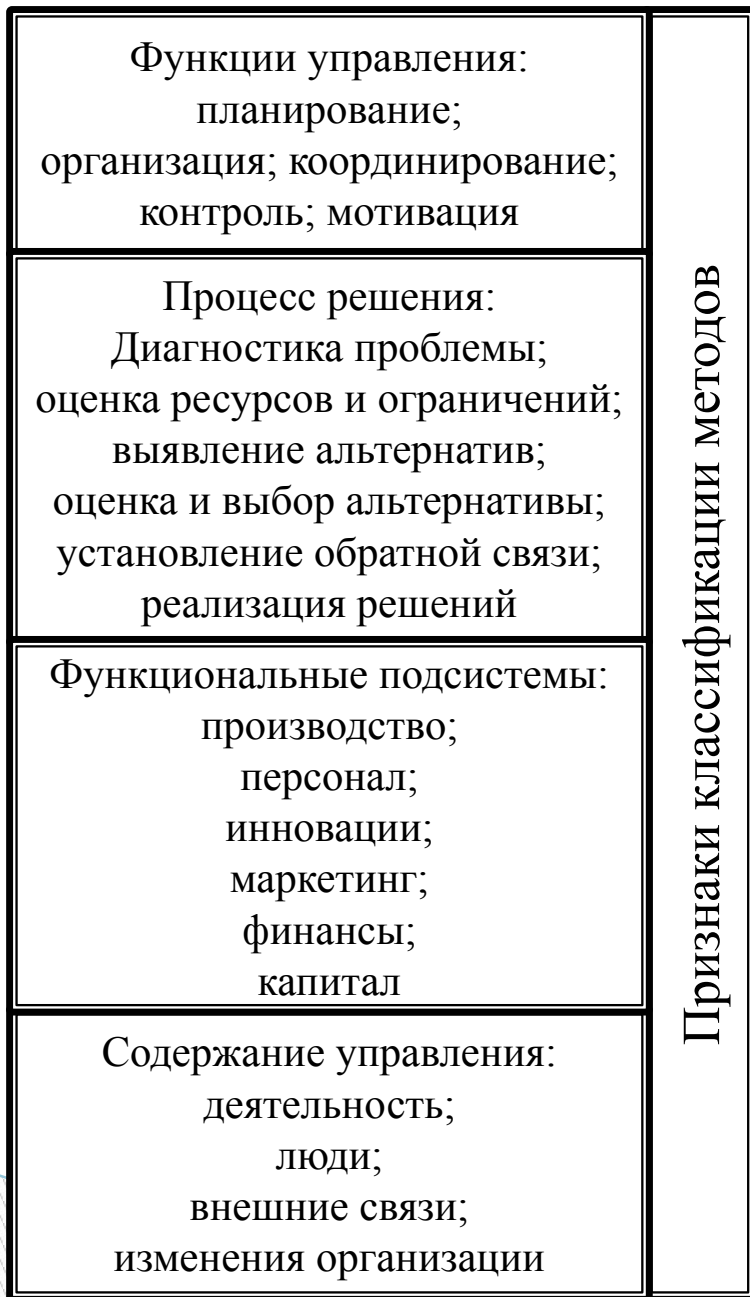 Функции управления:
планирование;
организация; координирование;
контроль; мотивация
Процесс решения:
Диагностика проблемы;
оценка ресурсов и ограничений;
выявление альтернатив;
оценка и выбор альтернативы;
установление обратной связи;
реализация решений
Функциональные подсистемы:
производство;
персонал;
инновации;
маркетинг;
финансы;
капитал
Содержание управления:
деятельность;
люди;
внешние связи;
изменения организации
Признаки классификации методов